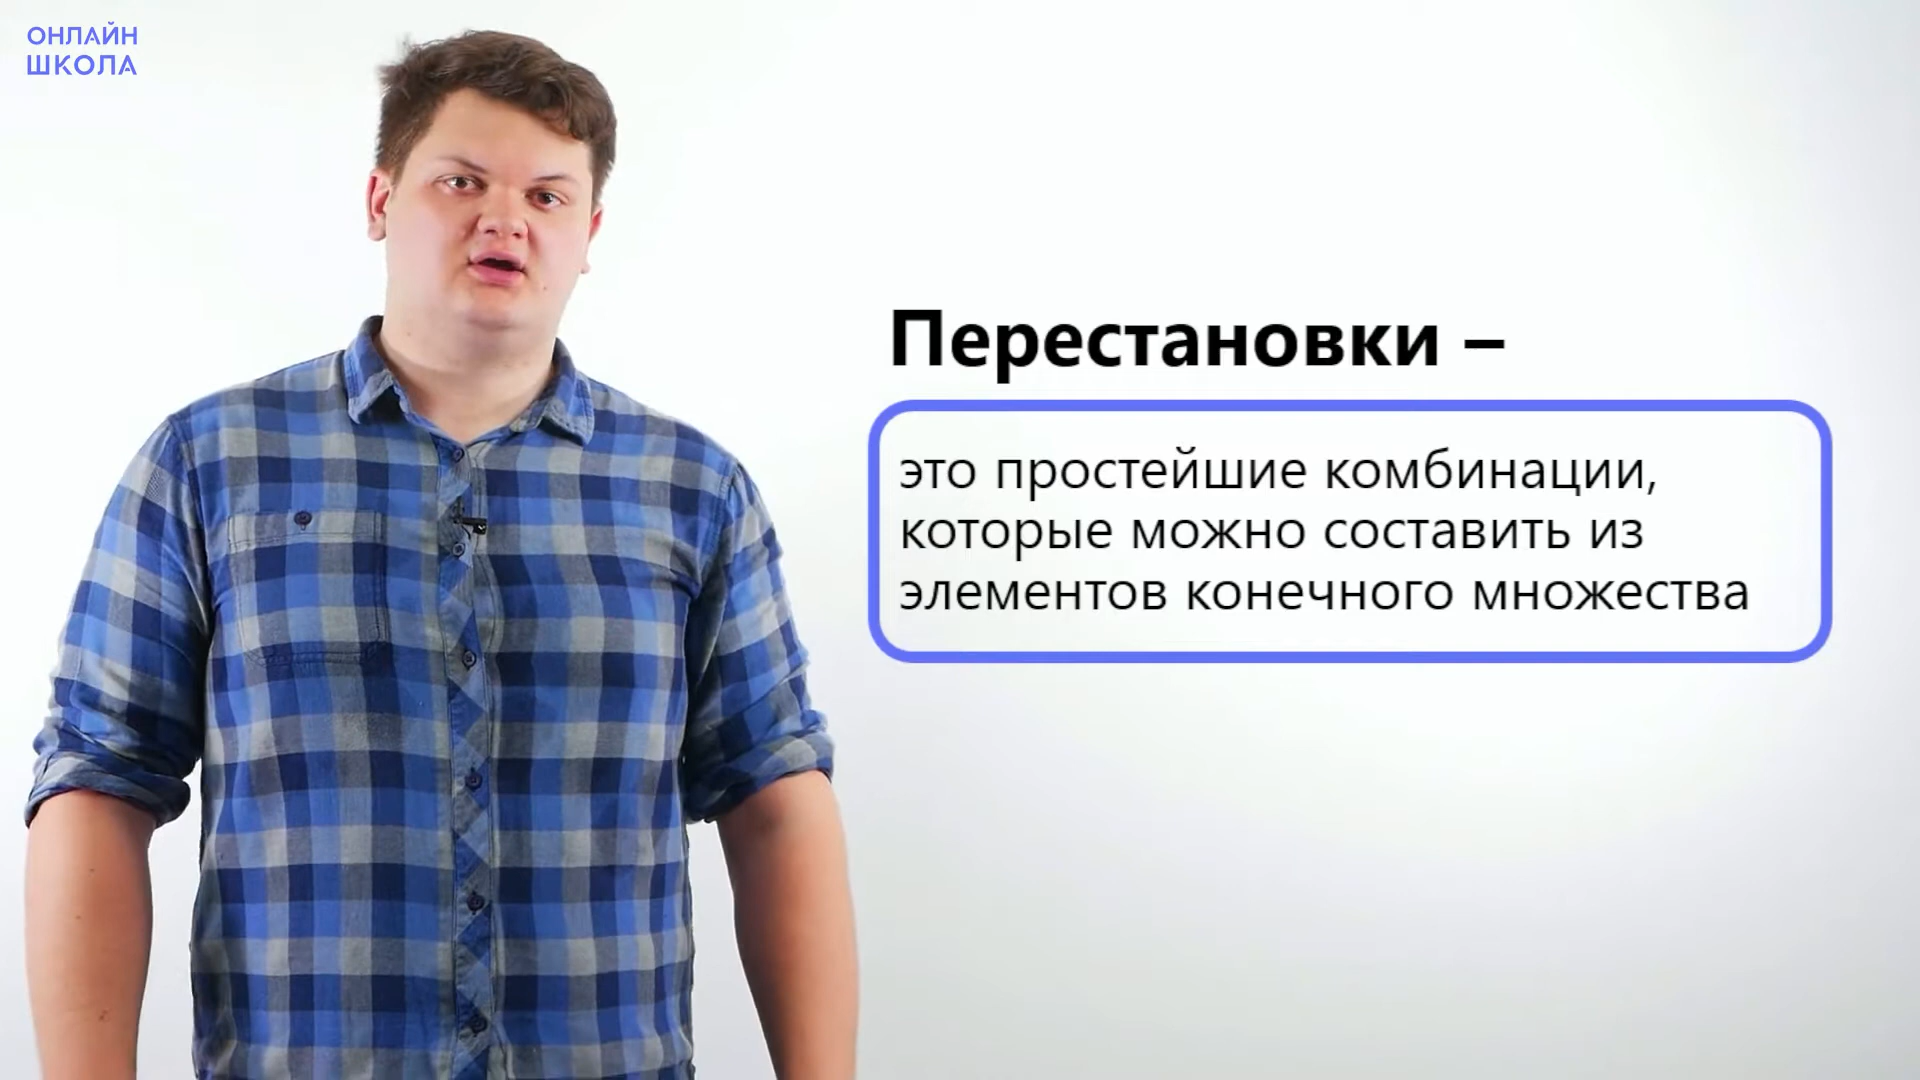 ОНЛАЙН
ШКОЛА
Перестановки –
это простейшие комбинации,
которые можно составить из
элементов конечного множества